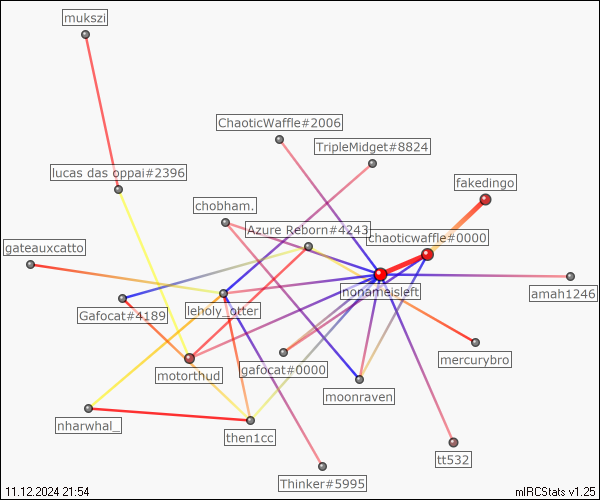 mukszi
ChaoticWaffle#2006
TripleMidget#8824
lucas das oppai#2396
fakedingo
chobham.
Azure Reborn#4243
chaoticwaffle#0000
gateauxcatto
nonameisleft
amah1246
leholy_otter
Gafocat#4189
mercurybro
gafocat#0000
motorthud
moonraven
nharwhal_
then1cc
tt532
Thinker#5995
11.12.2024 21:54
mIRCStats v1.25